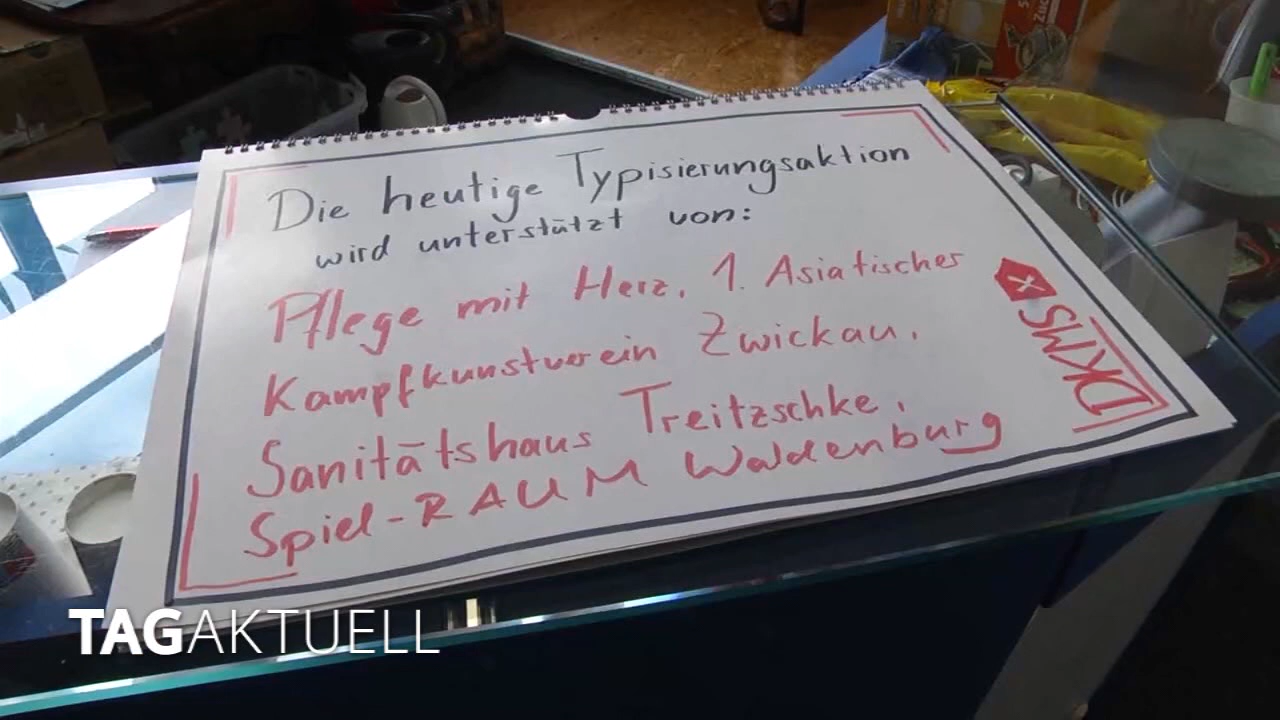 Die heutige Typisierungsaktion
wird unterstützt von:
Pflege mit Herz, 1. Asiatischer
Kampfkunstverein Zwickau,
Sanitätshaus Treitzschke,
Spiel-RAUM Waldenburg
DKMS
TAGAKTUELL